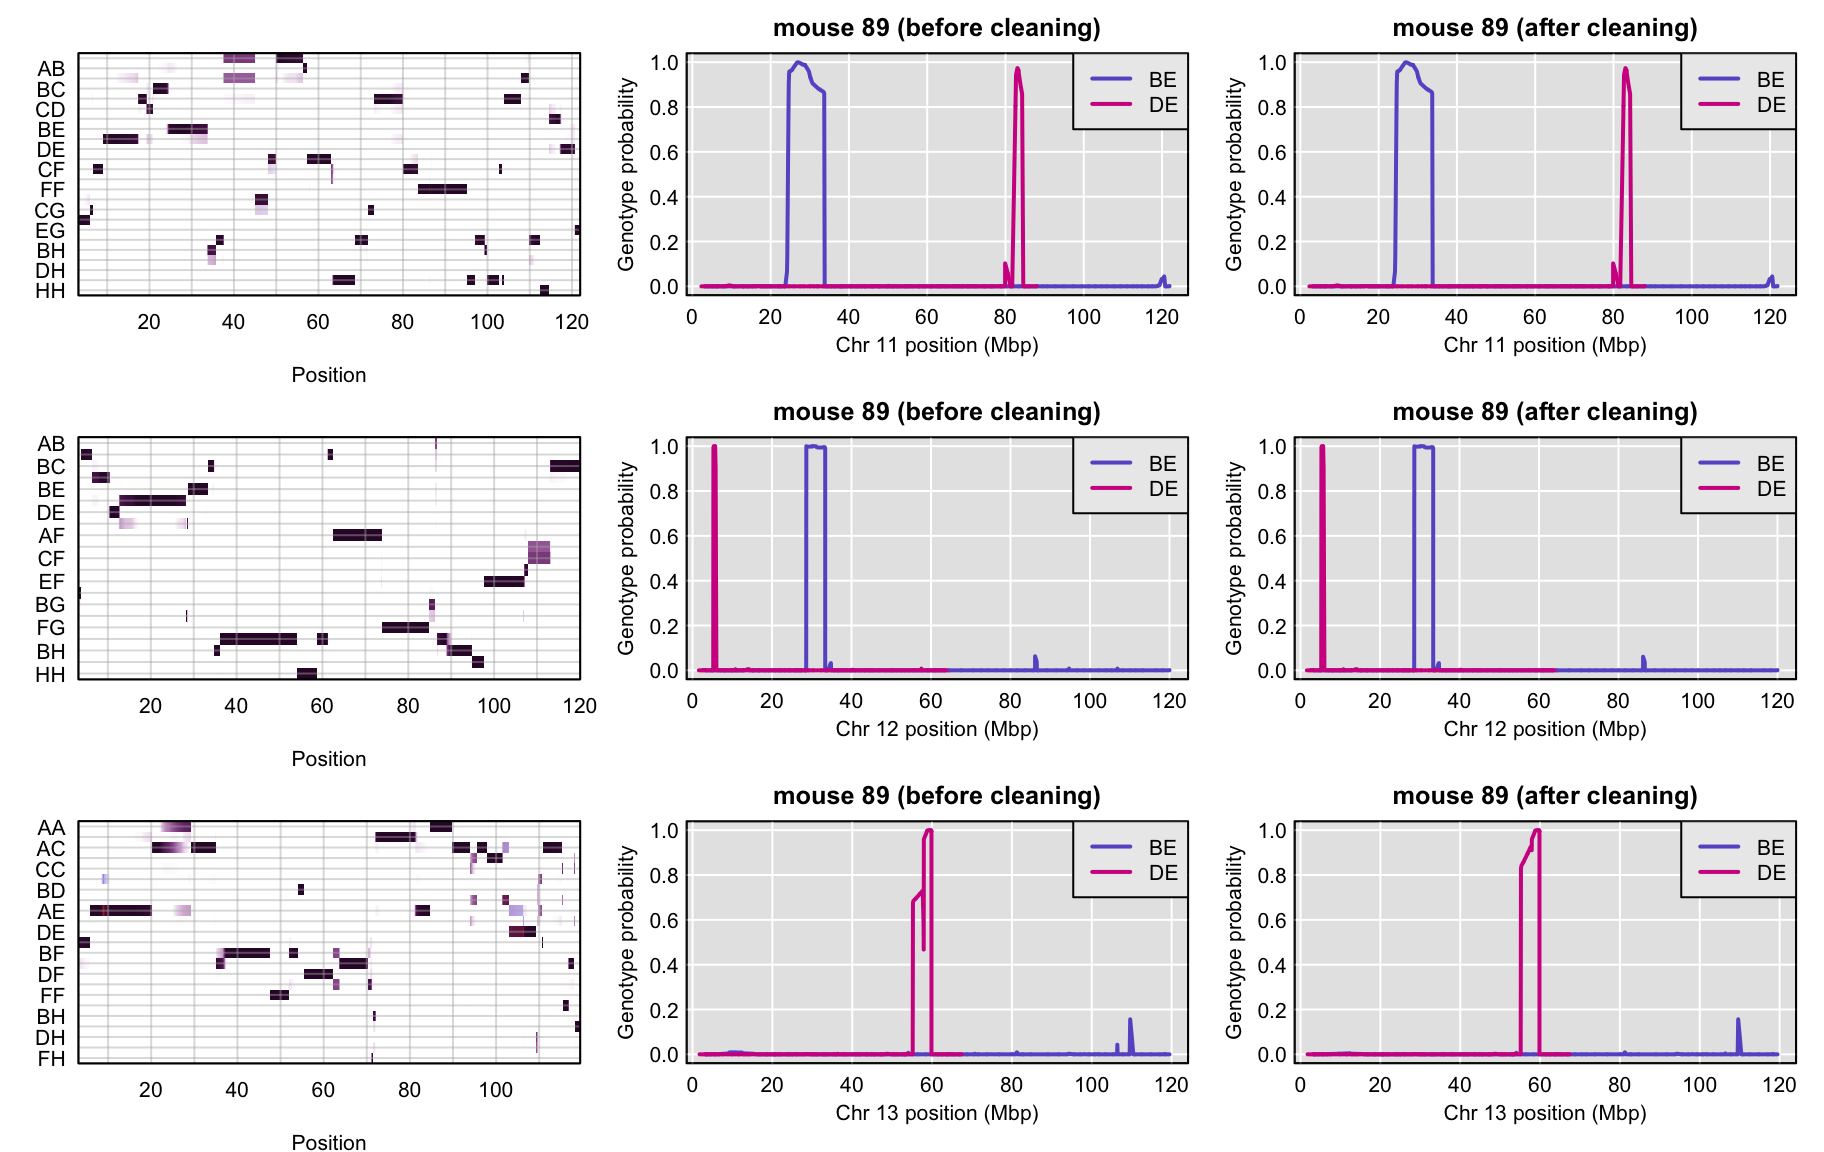 mouse 89 (before cleaning)
mouse 89 (after cleaning)
AB
BC
CD
BE
DE
CF
FF
CG
EG
BH
DH
HH
20 40 60 80 100 120
Position
Genotype probability
1.0
0.8
0.6
0.4
0.2
0.0
BE
DE
0 20 40 60 80 100 120
Chr 11 position (Mbp)
Genotype probability
1.0
0.8
0.6
0.4
0.2
0.0
BE
DE
0 20 40 60 80 100 120
Chr 11 position (Mbp)
mouse 89 (before cleaning)
mouse 89 (after cleaning)
AB
BC
BE
DE
AF
CF
EF
BG
FG
BH
HH
20 40 60 80 100 120
Position
Genotype probability
1.0
0.8
0.6
0.4
0.2
0.0
BE
DE
0 20 40 60 80 100 120
Chr 12 position (Mbp)
Genotype probability
1.0
0.8
0.6
0.4
0.2
0.0
BE
DE
0 20 40 60 80 100 120
Chr 12 position (Mbp)
mouse 89 (before cleaning)
mouse 89 (after cleaning)
AA
AC
CC
BD
AE
DE
BF
DF
FF
BH
DH
FH
20 40 60 80 100
Position
Genotype probability
1.0
0.8
0.6
0.4
0.2
0.0
BE
DE
0 20 40 60 80 100 120
Chr 13 position (Mbp)
Genotype probability
1.0
0.8
0.6
0.4
0.2
0.0
BE
DE
0 20 40 60 80 100 120
Chr 13 position (Mbp)